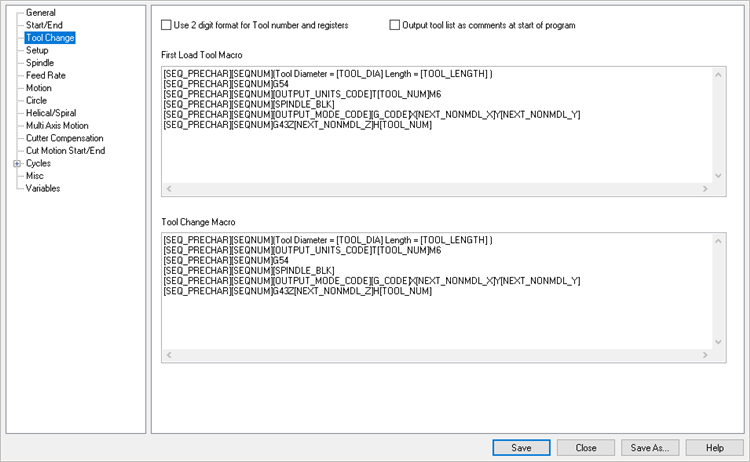 General
Start/End
Tool Change
Setup
Spindle
Feed Rate
Motion
Circle
Helical/Spiral
Multi Axis Motion
Cutter Compensation
Cut Motion Start/End
Cycles
Misc
Variables
Use 2 digit format for Tool number and registers
Output tool list as comments at start of program
First Load Tool Macro
[SEQ_PRECHAR][SEQNUM](Tool Diameter = [TOOL_DIA] Length = [TOOL_LENGTH] )
[SEQ_PRECHAR][SEQNUM]G54
[SEQ_PRECHAR][SEQNUM][OUTPUT_UNITS_CODE]T[TOOL_NUM]M6
[SEQ_PRECHAR][SEQNUM][SPINDLE_BLK]
[SEQ_PRECHAR][SEQNUM][OUTPUT_MODE_CODE][G_CODE]X[NEXT_NONMDL_X]Y[NEXT_NONMDL_Y]
[SEQ_PRECHAR][SEQNUM]G43Z[NEXT_NONMDL_Z]H[TOOL_NUM]
Tool Change Macro
[SEQ_PRECHAR][SEQNUM](Tool Diameter = [TOOL_DIA] Length = [TOOL_LENGTH] )
[SEQ_PRECHAR][SEQNUM][OUTPUT_UNITS_CODE]T[TOOL_NUM]M6
[SEQ_PRECHAR][SEQNUM]G54
[SEQ_PRECHAR][SEQNUM][SPINDLE_BLK]
[SEQ_PRECHAR][SEQNUM][OUTPUT_MODE_CODE][G_CODE]X[NEXT_NONMDL_X]Y[NEXT_NONMDL_Y]
[SEQ_PRECHAR][SEQNUM]G43Z[NEXT_NONMDL_Z]H[TOOL_NUM]
Save
Close
Save As...
Help